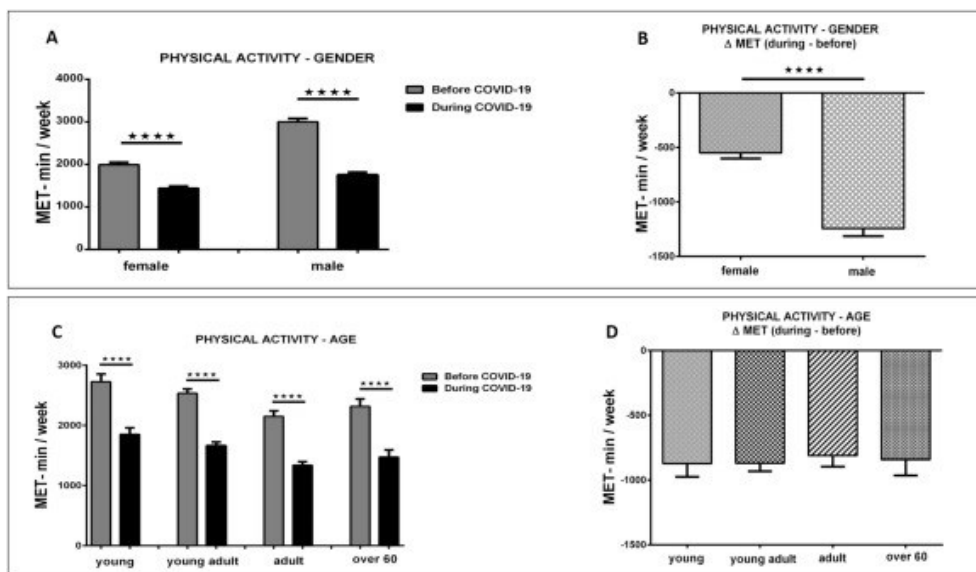 A
PHYSICAL ACTIVITY - GENDER
MET- min / week
4000
3000
2000
1000
0
★★★★
★★★★
Before COVID-19
During COVID-19
female
male
B
PHYSICAL ACTIVITY - GENDER
Δ MET (during - before)
★★★★
MET- min / week
0
-500
-1000
-1500
female
male
C
PHYSICAL ACTIVITY - AGE
MET- min / week
3000
2000
1000
0
★★★★
★★★★
★★★★
★★★★
Before COVID-19
During COVID-19
young
young adult
adult
over 60
D
PHYSICAL ACTIVITY - AGE
Δ MET (during - before)
MET- min / week
0
-500
-1000
-1500
young
young adult
adult
over 60